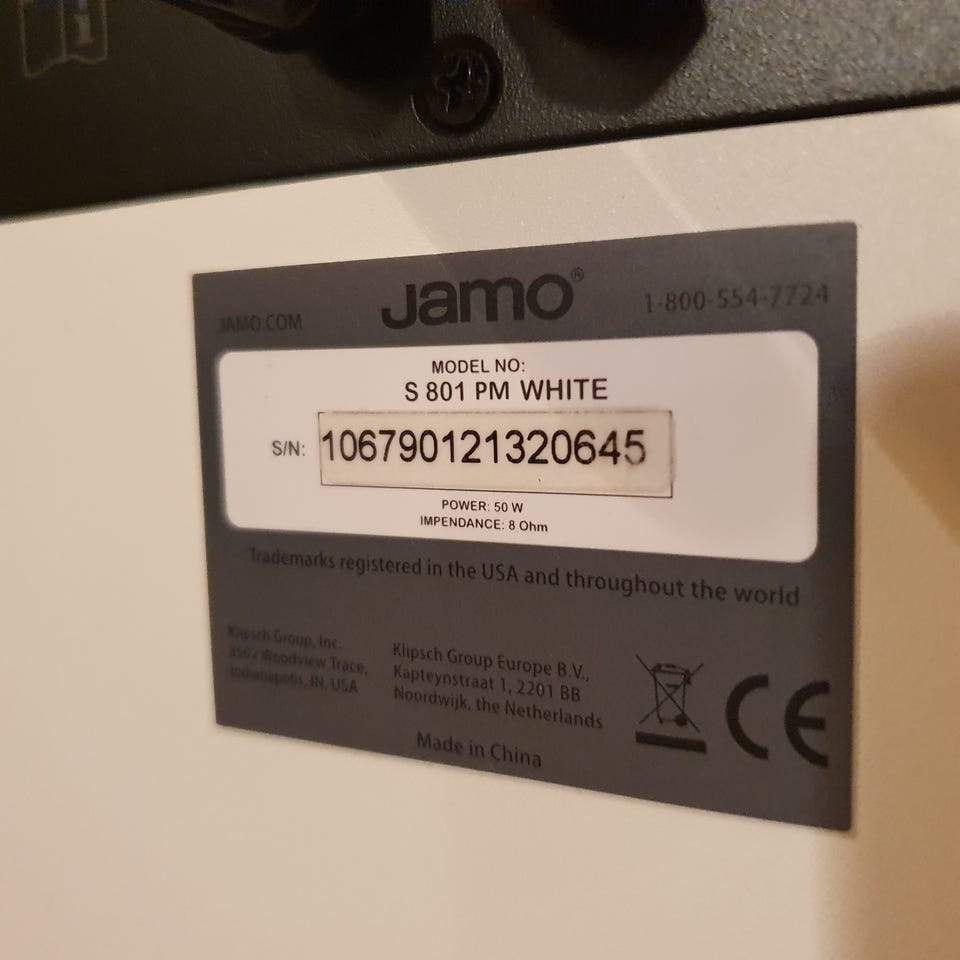 JAMO.COM
Jamo®
1-800-554-7724
MODEL NO:
S 801 PM WHITE
S/N: 106790121320645
POWER: 50 W
IMPENDANCE: 8 Ohm
Trademarks registered in the USA and throughout the world
Klipsch Group, Inc.
3502 Woodview Trace,
Indianapolis, IN, USA
Klipsch Group Europe B.V.,
Kapteynstraat 1, 2201 BB
Noordwijk, the Netherlands
CE
Made in China